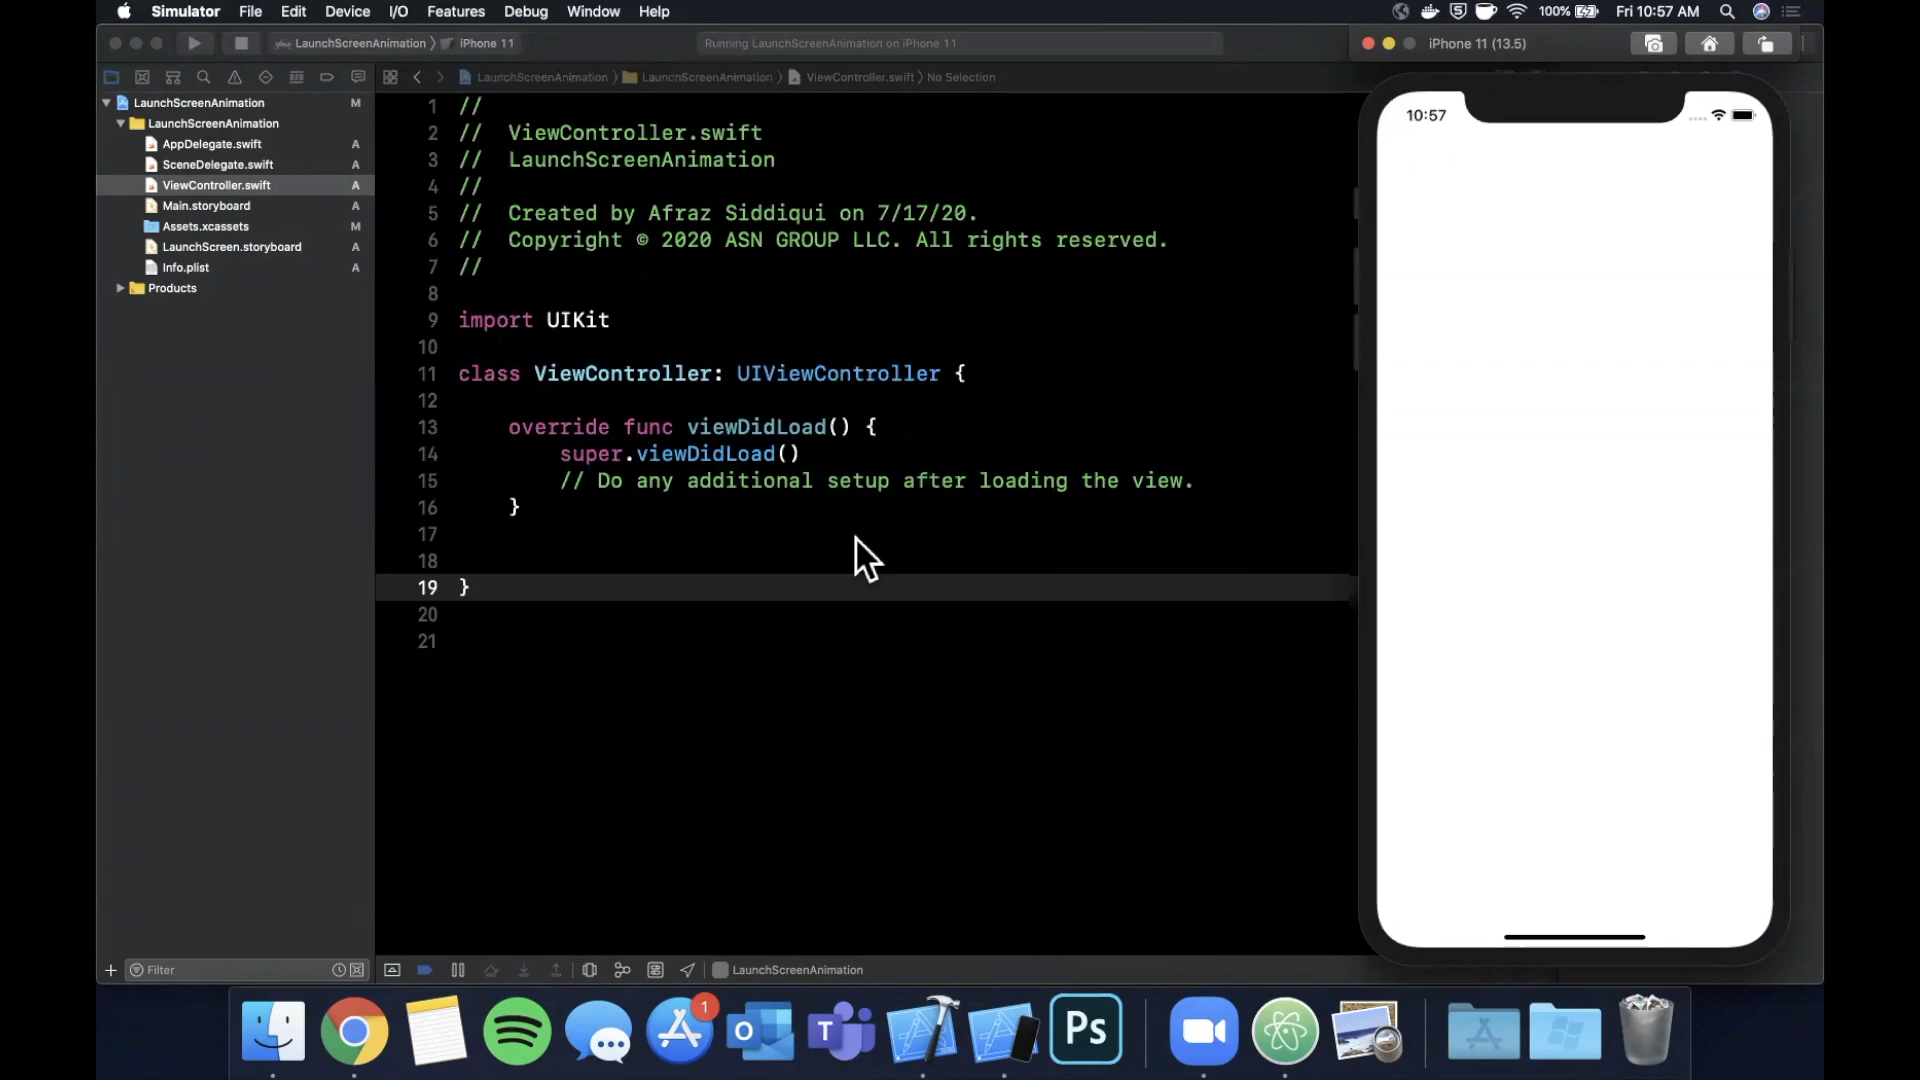 Simulator File Edit Device I/O Features Debug Window Help
100% Fri 10:57 AM
LaunchScreenAnimation iPhone 11
Running LaunchScreenAnimation on iPhone 11
iPhone 11 (13.5)
LaunchScreenAnimation LaunchScreenAnimation ViewController.swift No Selection
LaunchScreenAnimation M
LaunchScreenAnimation
AppDelegate.swift A
SceneDelegate.swift A
ViewController.swift A
Main.storyboard A
Assets.xcassets M
LaunchScreen.storyboard A
Info.plist A
Products
1 //
2 // ViewController.swift
3 // LaunchScreenAnimation
4 //
5 // Created by Afraz Siddiqui on 7/17/20.
6 // Copyright © 2020 ASN GROUP LLC. All rights reserved.
7 //
8
9 import UIKit
10
11 class ViewController: UIViewController {
12
13 override func viewDidLoad() {
14 super.viewDidLoad()
15 // Do any additional setup after loading the view.
16 }
17
18
19 }
20
21
10:57
Filter
LaunchScreenAnimation
1
Ps